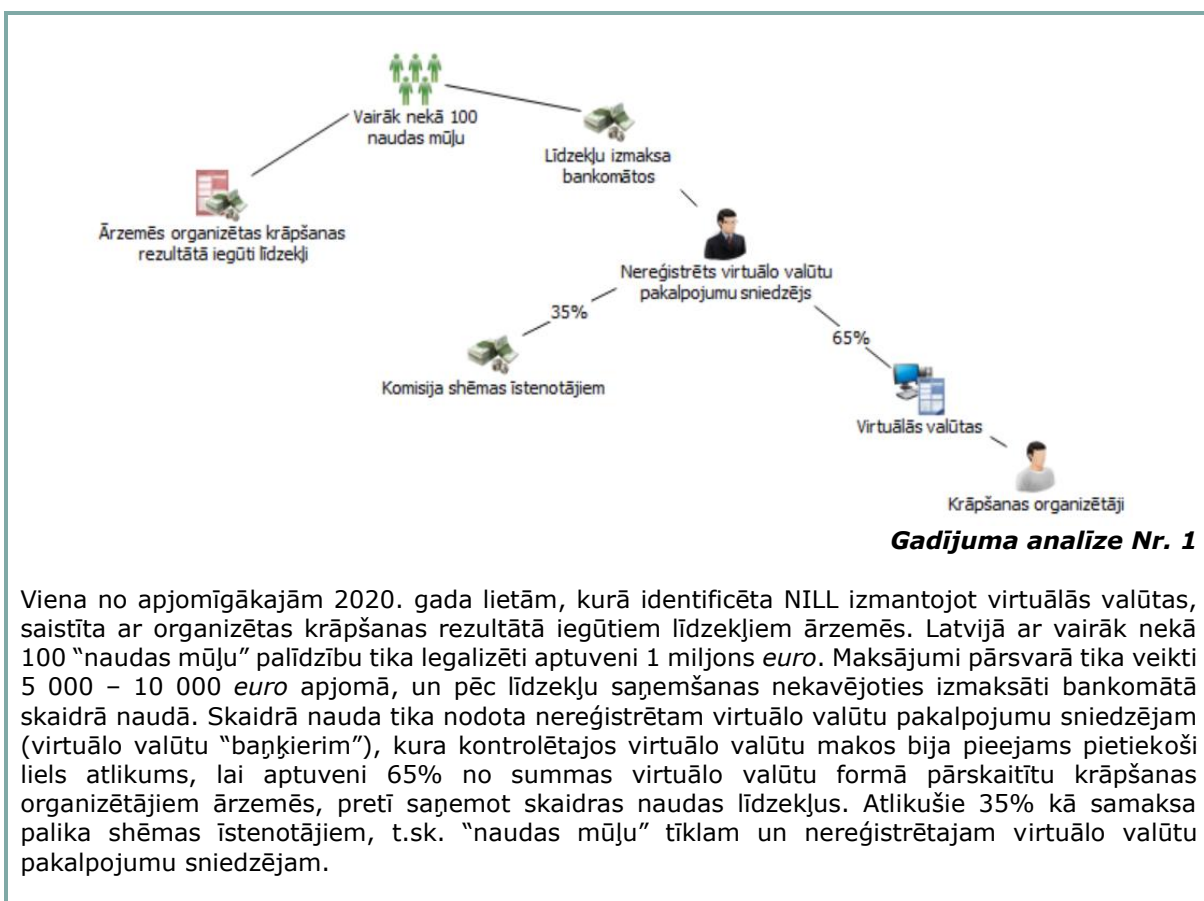 Vairāk nekā 100
naudas mūļu
Līdzekļu izmaksa
bankomātos
Ārzemēs organizētas krāpšanas
rezultātā iegūti līdzekļi
Nereģistrēts virtuālo valūtu
pakalpojumu sniedzējs
35%
65%
Komisija shēmas īstenotājiem
Virtuālās valūtas
Krāpšanas organizētāji
Gadījuma analīze Nr. 1
Viena no apjomīgākajām 2020. gada lietām, kurā identificēta NILL izmantojot virtuālās valūtas,
saistīta ar organizētas krāpšanas rezultātā iegūtiem līdzekļiem ārzemēs. Latvijā ar vairāk nekā
100 “naudas mūļu” palīdzību tika legalizēti aptuveni 1 miljons euro. Maksājumi pārsvarā tika veikti
5 000 – 10 000 euro apjomā, un pēc līdzekļu saņemšanas nekavējoties izmaksāti bankomātā
skaidrā naudā. Skaidrā nauda tika nodota nereģistrētam virtuālo valūtu pakalpojumu sniedzējam
(virtuālo valūtu “baņķierim”), kura kontrolētajos virtuālo valūtu makos bija pieejams pietiekoši
liels atlikums, lai aptuveni 65% no summas virtuālo valūtu formā pārskaitītu krāpšanas
organizētājiem ārzemēs, pretī saņemot skaidras naudas līdzekļus. Atlikušie 35% kā samaksa
palika shēmas īstenotājiem, t.sk. “naudas mūļu” tīklam un nereģistrētajam virtuālo valūtu
pakalpojumu sniedzējam.